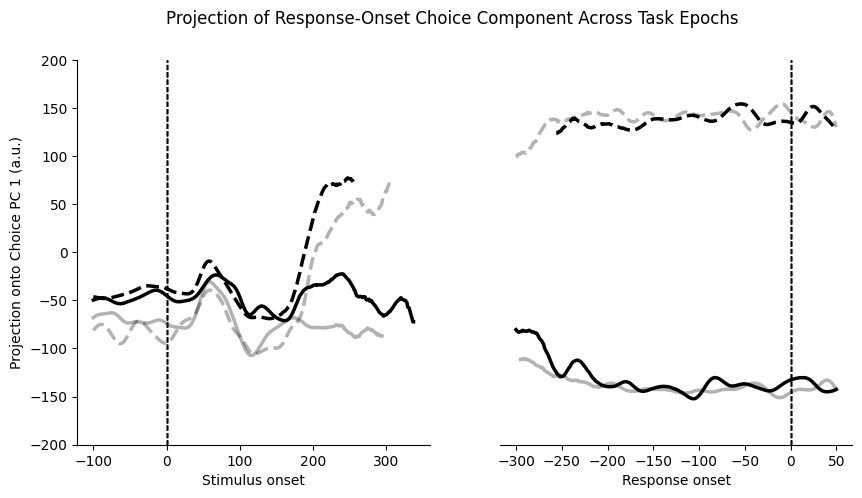 Projection of Response-Onset Choice Component Across Task Epochs
Projection onto Choice PC 1 (a.u.)
200
150
100
50
0
−50
−100
−150
−200
−100 0 100 200 300
Stimulus onset
−300 −250 −200 −150 −100 −50 0 50
Response onset